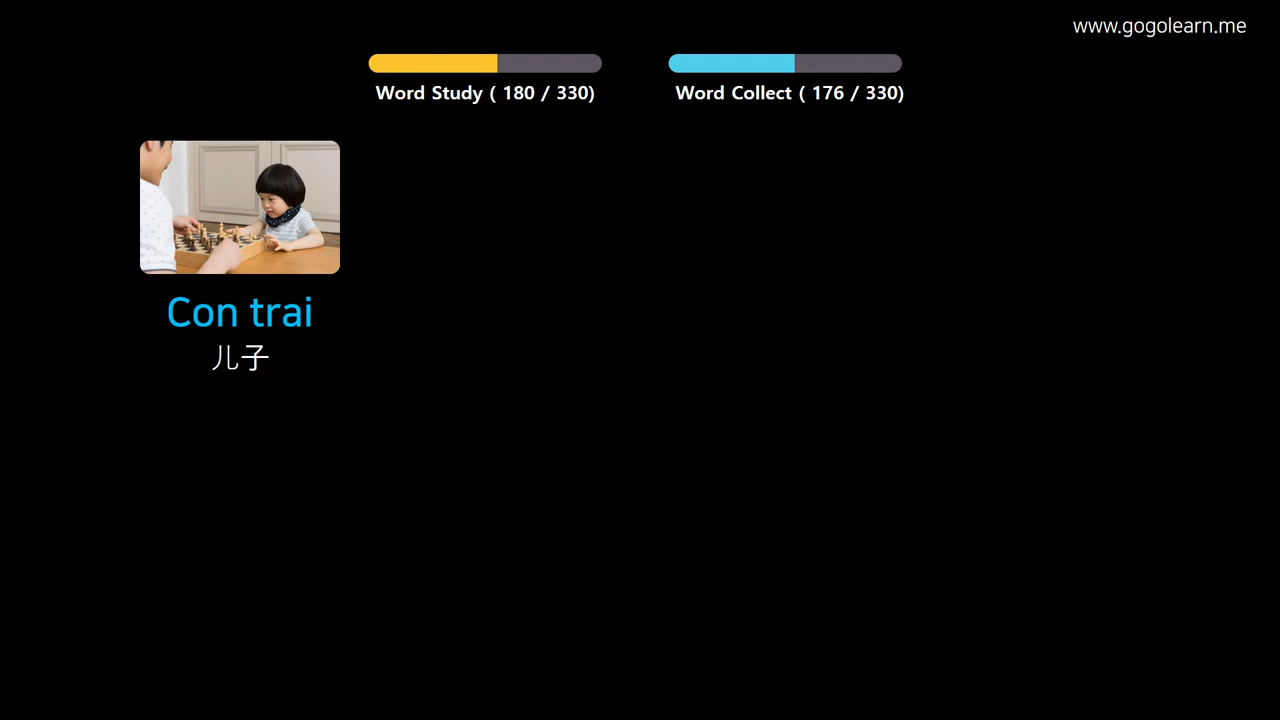 www.gogolearn.me
Word Study ( 180 / 330)
Word Collect ( 176 / 330)
Con trai
儿子